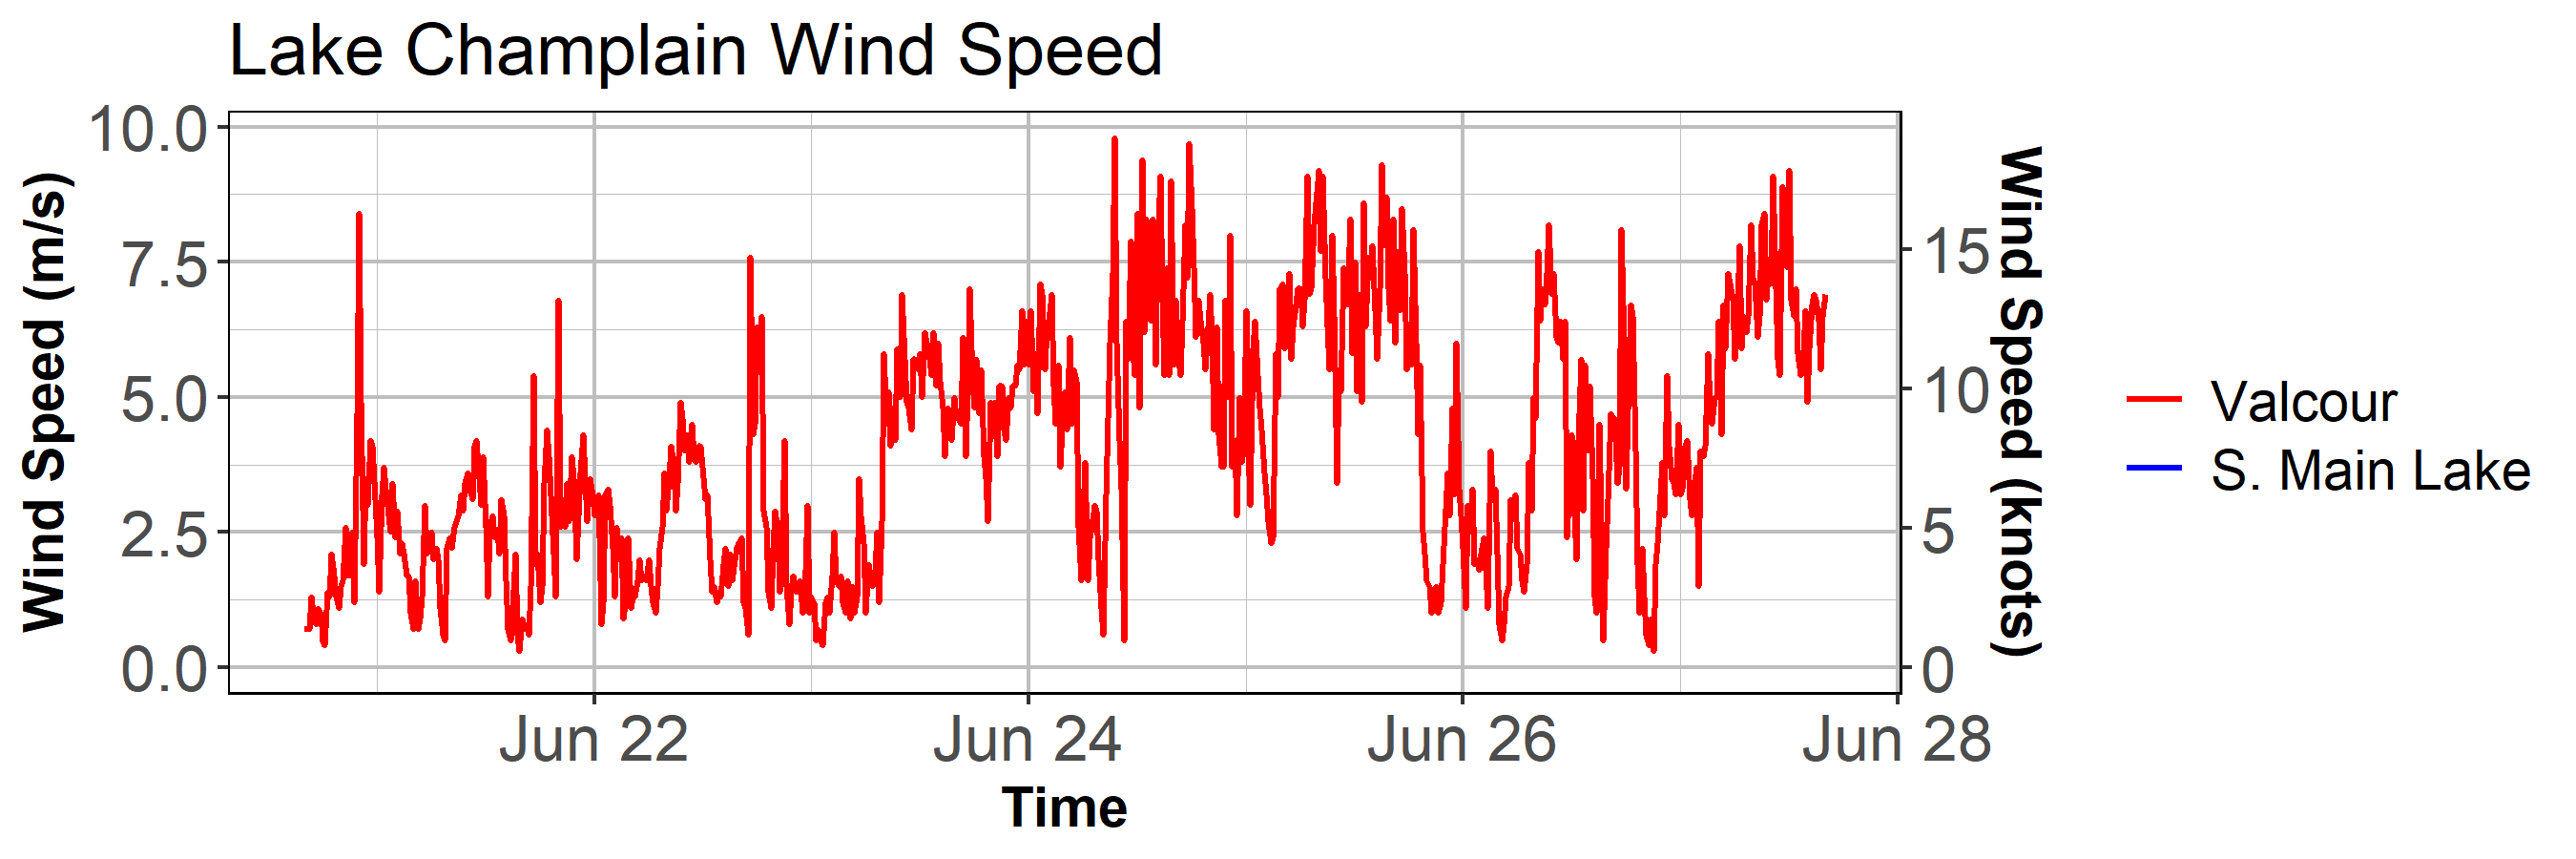 Lake Champlain Wind Speed
Wind Speed (m/s)
10.0
7.5
5.0
2.5
0.0
Wind Speed (knots)
15
10
5
0
Jun 22
Jun 24
Jun 26
Jun 28
Time
Valcour
S. Main Lake